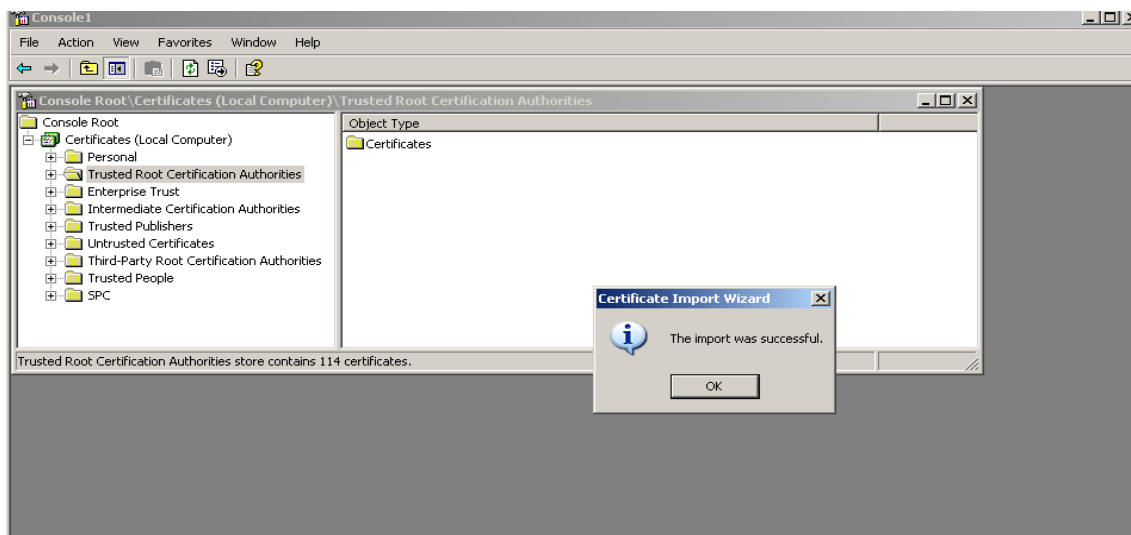 Console1
File Action View Favorites Window Help
Console Root\Certificates (Local Computer)\Trusted Root Certification Authorities
Console Root
Certificates (Local Computer)
Personal
Trusted Root Certification Authorities
Enterprise Trust
Intermediate Certification Authorities
Trusted Publishers
Untrusted Certificates
Third-Party Root Certification Authorities
Trusted People
SPC
Object Type
Certificates
Certificate Import Wizard
The import was successful.
OK
Trusted Root Certification Authorities store contains 114 certificates.